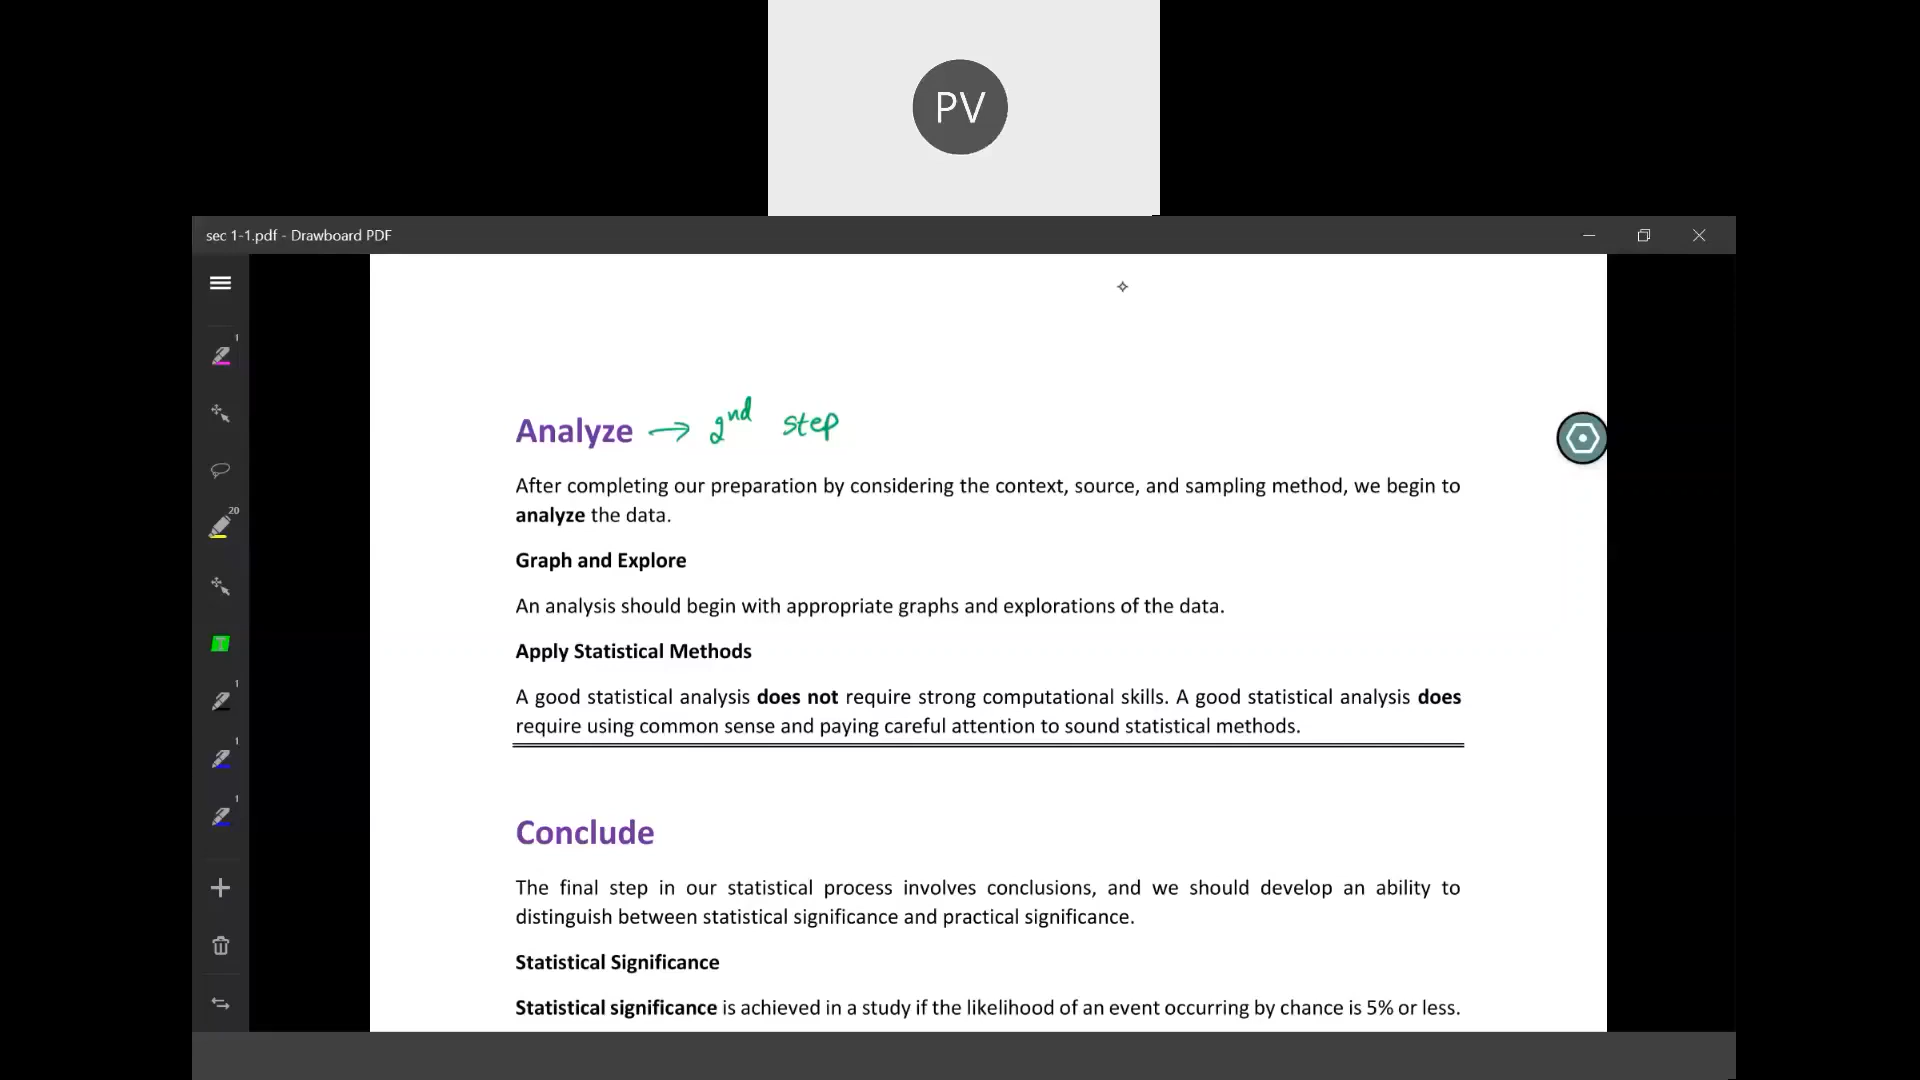 PV
sec 1-1.pdf - Drawboard PDF
1
Analyze → 2nd step
After completing our preparation by considering the context, source, and sampling method, we begin to
analyze the data.
20
Graph and Explore
An analysis should begin with appropriate graphs and explorations of the data.
T
Apply Statistical Methods
1
A good statistical analysis does not require strong computational skills. A good statistical analysis does
require using common sense and paying careful attention to sound statistical methods.
1
1
Conclude
The final step in our statistical process involves conclusions, and we should develop an ability to
distinguish between statistical significance and practical significance.
Statistical Significance
Statistical significance is achieved in a study if the likelihood of an event occurring by chance is 5% or less.